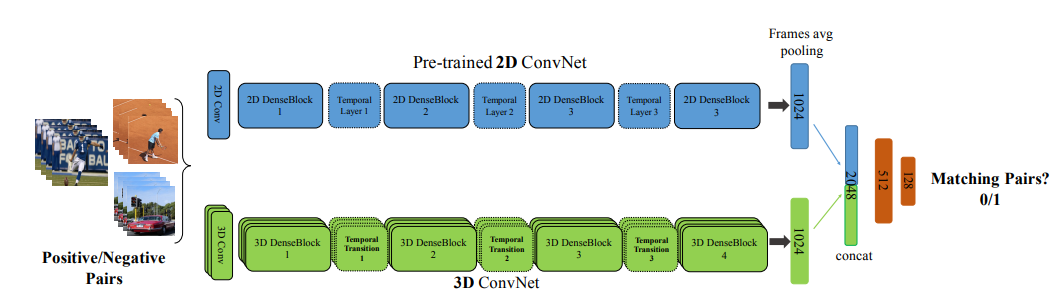 Frames avg
pooling
Pre-trained 2D ConvNet
2D Conv
2D DenseBlock
1
Temporal
Layer 1
2D DenseBlock
2
Temporal
Layer 2
2D DenseBlock
3
Temporal
Layer 3
2D DenseBlock
3
1024
BACK TO
FOOTBALL
2048
512
128
Matching Pairs?
0/1
3D Conv
3D DenseBlock
1
Temporal
Transition
1
3D DenseBlock
2
Temporal
Transition
2
3D DenseBlock
3
Temporal
Transition
3
3D DenseBlock
4
1024
concat
Positive/Negative
Pairs
3D ConvNet